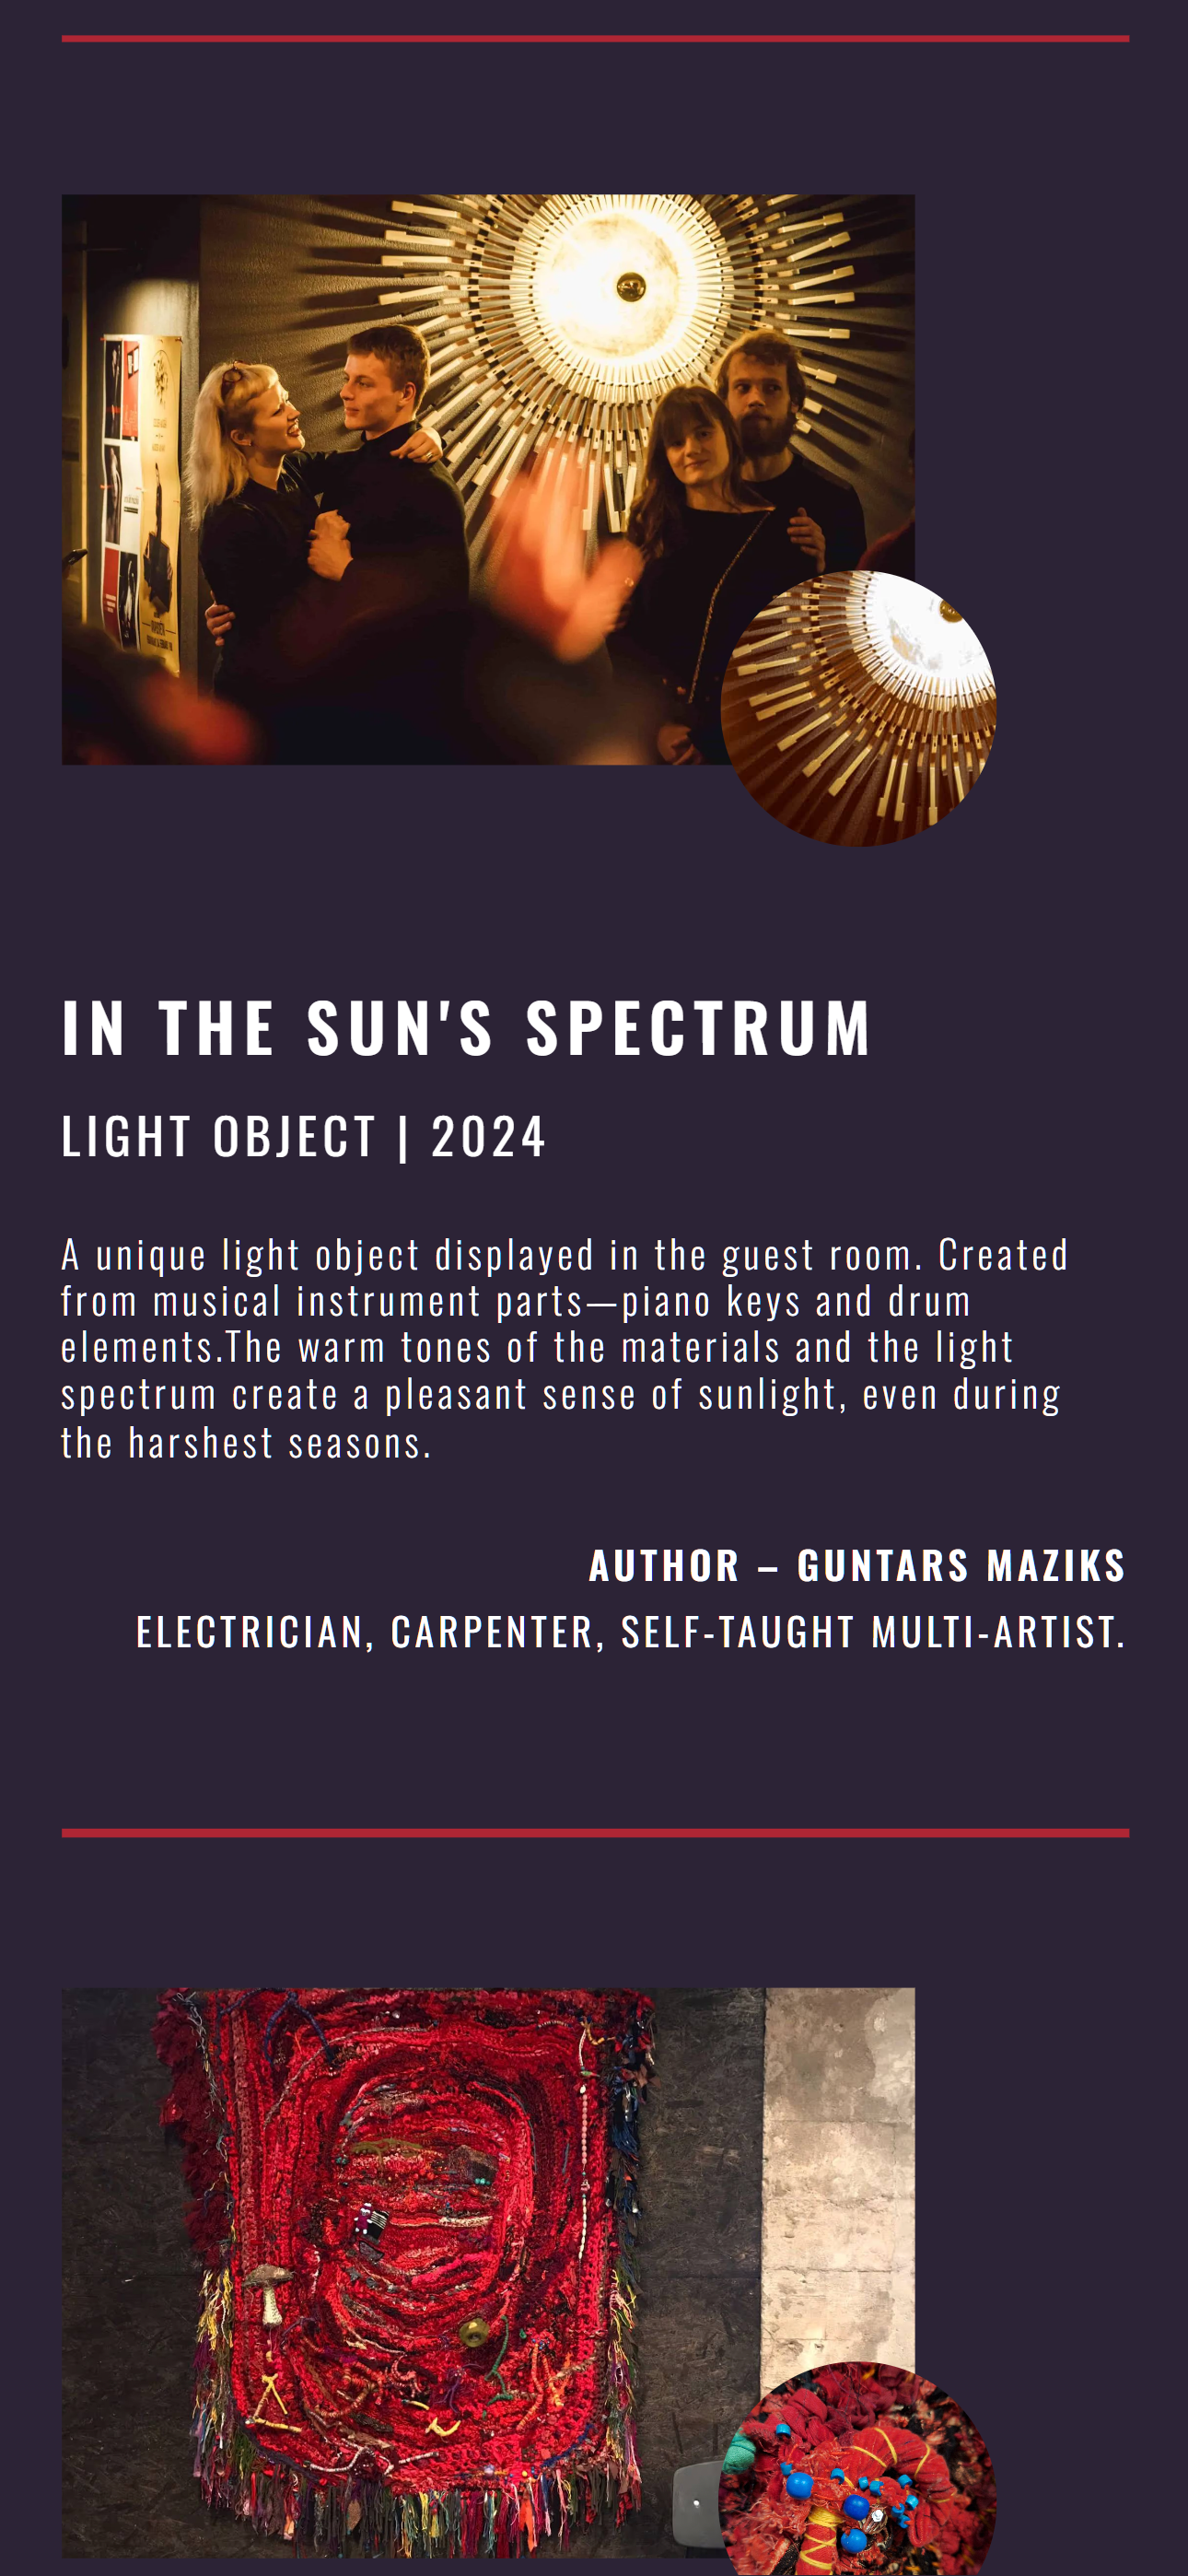 IN THE SUN'S SPECTRUM
LIGHT OBJECT | 2024
A unique light object displayed in the guest room. Created
from musical instrument parts—piano keys and drum
elements.The warm tones of the materials and the light
spectrum create a pleasant sense of sunlight, even during
the harshest seasons.
AUTHOR – GUNTARS MAZIKS
ELECTRICIAN, CARPENTER, SELF-TAUGHT MULTI-ARTIST.